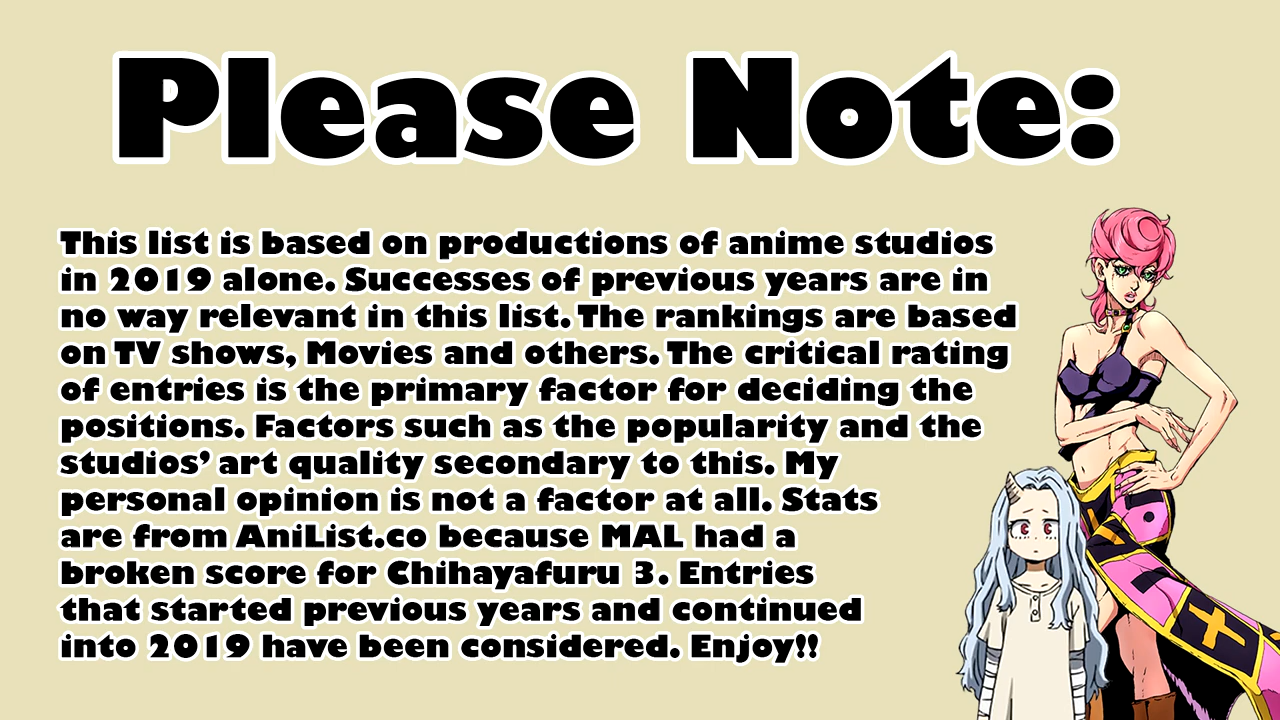 Please Note:
This list is based on productions of anime studios
in 2019 alone. Successes of previous years are in
no way relevant in this list. The rankings are based
on TV shows, Movies and others. The critical rating
of entries is the primary factor for deciding the
positions. Factors such as the popularity and the
studios’ art quality secondary to this. My
personal opinion is not a factor at all. Stats
are from AniList.co because MAL had a
broken score for Chihayafuru 3. Entries
that started previous years and continued
into 2019 have been considered. Enjoy!!